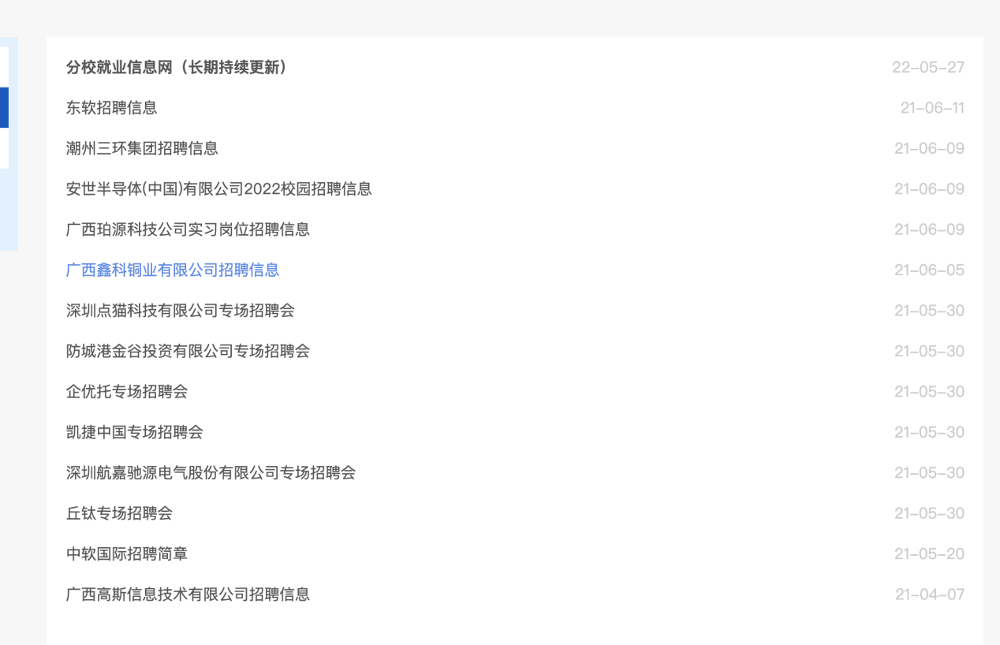 分校就业信息网（长期持续更新） 22-05-27
东软招聘信息 21-06-11
潮州三环集团招聘信息 21-06-09
安世半导体(中国)有限公司2022校园招聘信息 21-06-09
广西珀源科技公司实习岗位招聘信息 21-06-09
广西鑫科铜业有限公司招聘信息 21-06-05
深圳点猫科技有限公司专场招聘会 21-05-30
防城港金谷投资有限公司专场招聘会 21-05-30
企优托专场招聘会 21-05-30
凯捷中国专场招聘会 21-05-30
深圳航嘉驰源电气股份有限公司专场招聘会 21-05-30
丘钛专场招聘会 21-05-30
中软国际招聘简章 21-05-20
广西高斯信息技术有限公司招聘信息 21-04-07